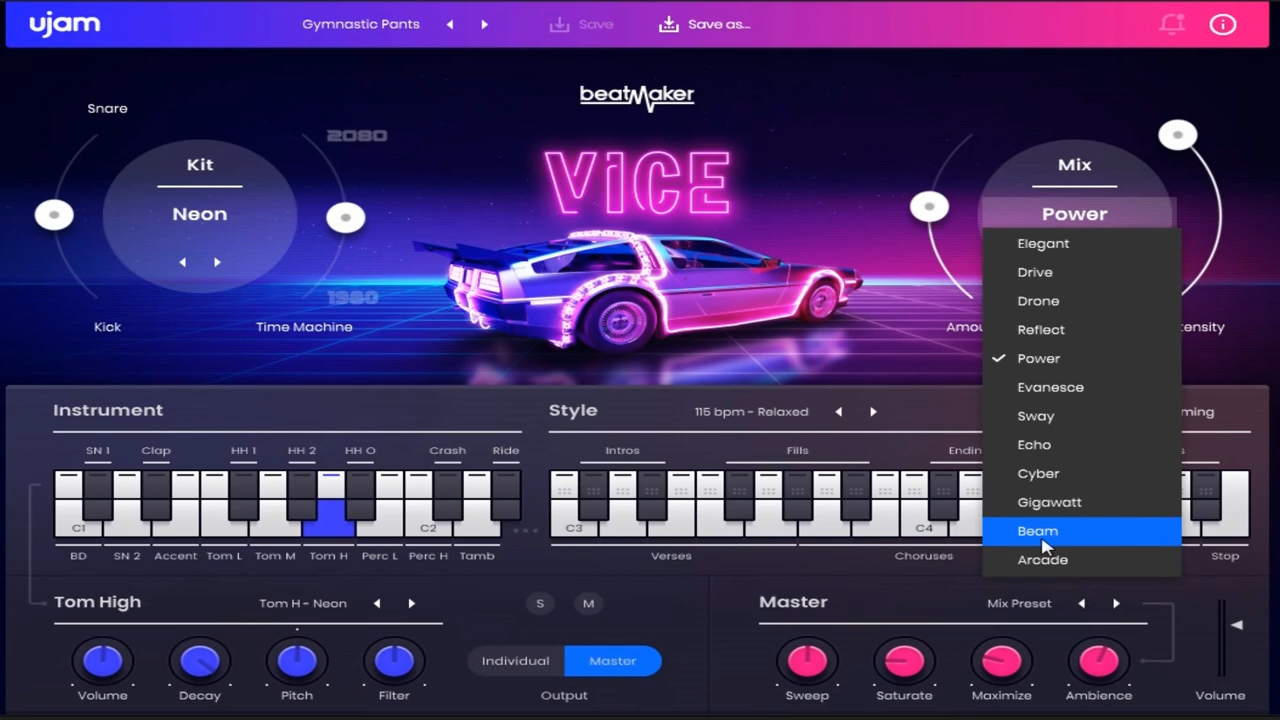 ujam
Gymnastic Pants
Save
Save as...
beatMaker
VICE
Snare
2080
Kit
Neon
1980
Kick
Time Machine
Mix
Power
Elegant
Drive
Drone
Reflect
Power
Evanesce
Sway
Echo
Cyber
Gigawatt
Beam
Arcade
Instrument
Style
115 bpm - Relaxed
SN 1
Clap
HH 1
HH 2
HH O
Crash
Ride
Intros
Fills
C1
C2
C3
C4
BD
SN 2
Accent
Tom L
Tom M
Tom H
Perc L
Perc H
Tamb
Verses
Choruses
Stop
Tom High
Tom H - Neon
S
M
Master
Mix Preset
Individual
Master
Output
Volume
Decay
Pitch
Filter
Sweep
Saturate
Maximize
Ambience
Volume